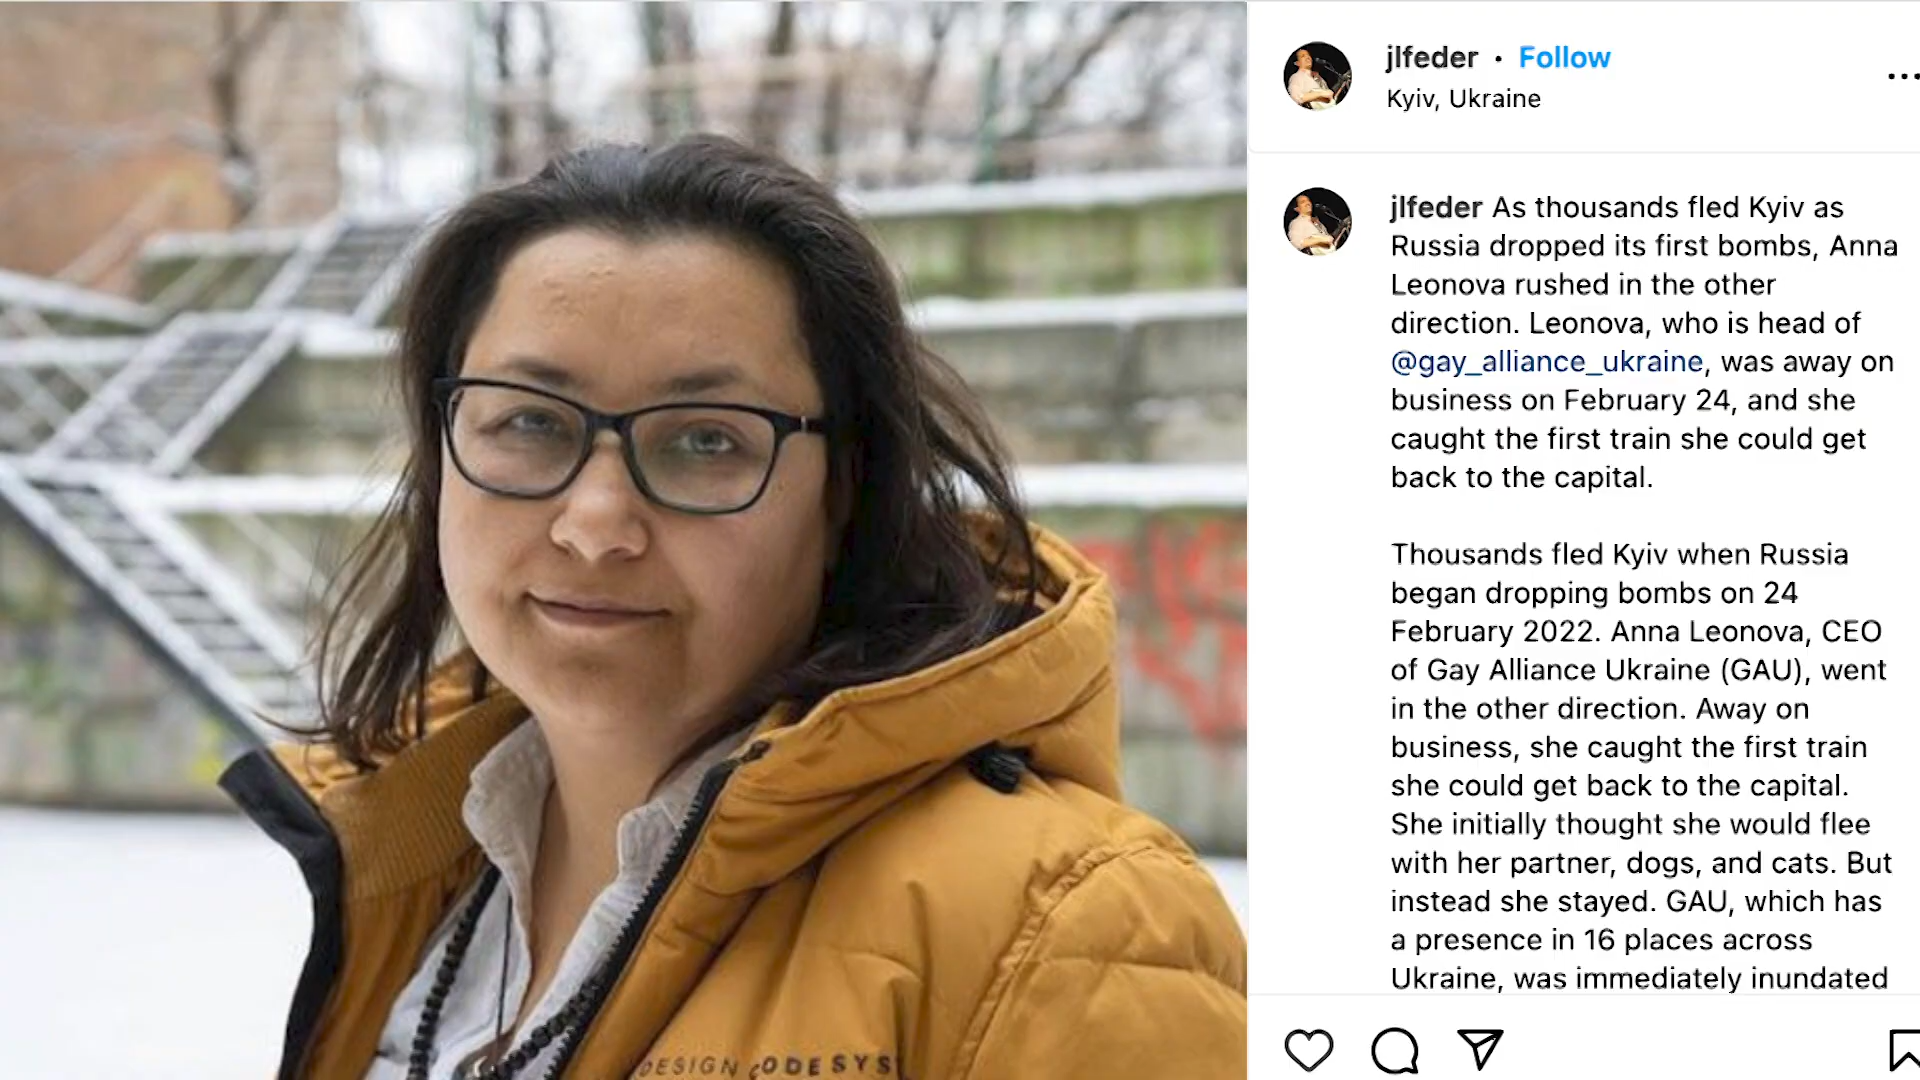 jlfeder • Follow
Kyiv, Ukraine
jlfeder As thousands fled Kyiv as
Russia dropped its first bombs, Anna
Leonova rushed in the other
direction. Leonova, who is head of
@gay_alliance_ukraine, was away on
business on February 24, and she
caught the first train she could get
back to the capital.
Thousands fled Kyiv when Russia
began dropping bombs on 24
February 2022. Anna Leonova, CEO
of Gay Alliance Ukraine (GAU), went
in the other direction. Away on
business, she caught the first train
she could get back to the capital.
She initially thought she would flee
with her partner, dogs, and cats. But
instead she stayed. GAU, which has
a presence in 16 places across
Ukraine, was immediately inundated
DESIGN CODESYS